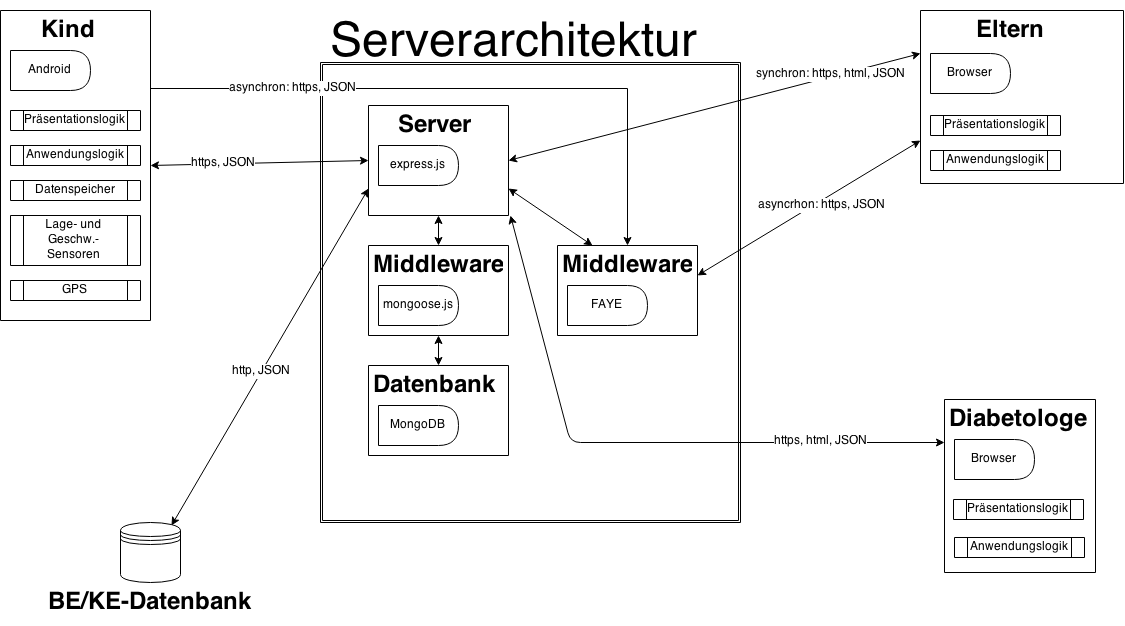 Serverarchitektur
Kind
Android
Präsentationslogik
Anwendungslogik
Datenspeicher
Lage- und
Geschw.-
Sensoren
GPS
asynchron: https, JSON
https, JSON
http, JSON
BE/KE-Datenbank
Server
express.js
Middleware
mongoose.js
Datenbank
MongoDB
Middleware
FAYE
synchron: https, html, JSON
asyncrhon: https, JSON
https, html, JSON
Eltern
Browser
Präsentationslogik
Anwendungslogik
Diabetologe
Browser
Präsentationslogik
Anwendungslogik